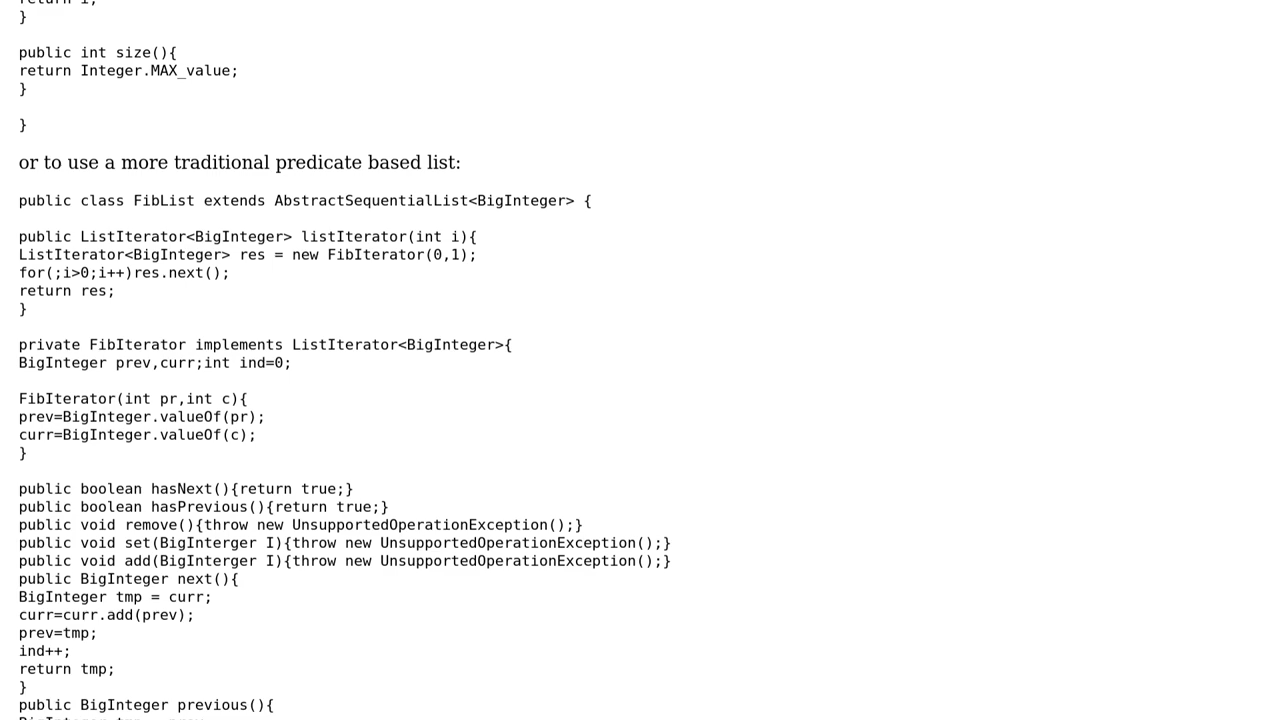 return i;
}
public int size(){
return Integer.MAX_value;
}
}
or to use a more traditional predicate based list:
public class FibList extends AbstractSequentialList<BigInteger> {
public ListIterator<BigInteger> listIterator(int i){
ListIterator<BigInteger> res = new FibIterator(0,1);
for(;i>0;i++)res.next();
return res;
}
private FibIterator implements ListIterator<BigInteger>{
BigInteger prev,curr;int ind=0;
FibIterator(int pr,int c){
prev=BigInteger.valueOf(pr);
curr=BigInteger.valueOf(c);
}
public boolean hasNext(){return true;}
public boolean hasPrevious(){return true;}
public void remove(){throw new UnsupportedOperationException();}
public void set(BigInterger I){throw new UnsupportedOperationException();}
public void add(BigInterger I){throw new UnsupportedOperationException();}
public BigInteger next(){
BigInteger tmp = curr;
curr=curr.add(prev);
prev=tmp;
ind++;
return tmp;
}
public BigInteger previous(){